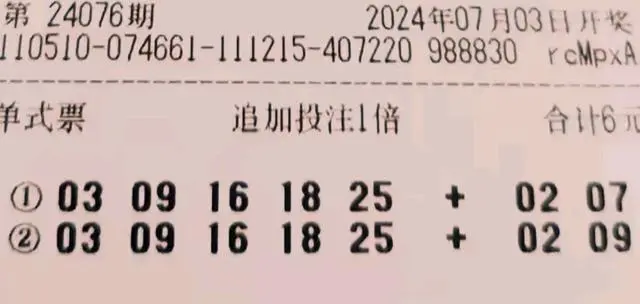 第 24076期 2024年07月03日开奖
110510-074661-111215-407220 988830 rcMpxA
单式票 追加投注1倍 合计6元
① 03 09 16 18 25 + 02 07
② 03 09 16 18 25 + 02 09